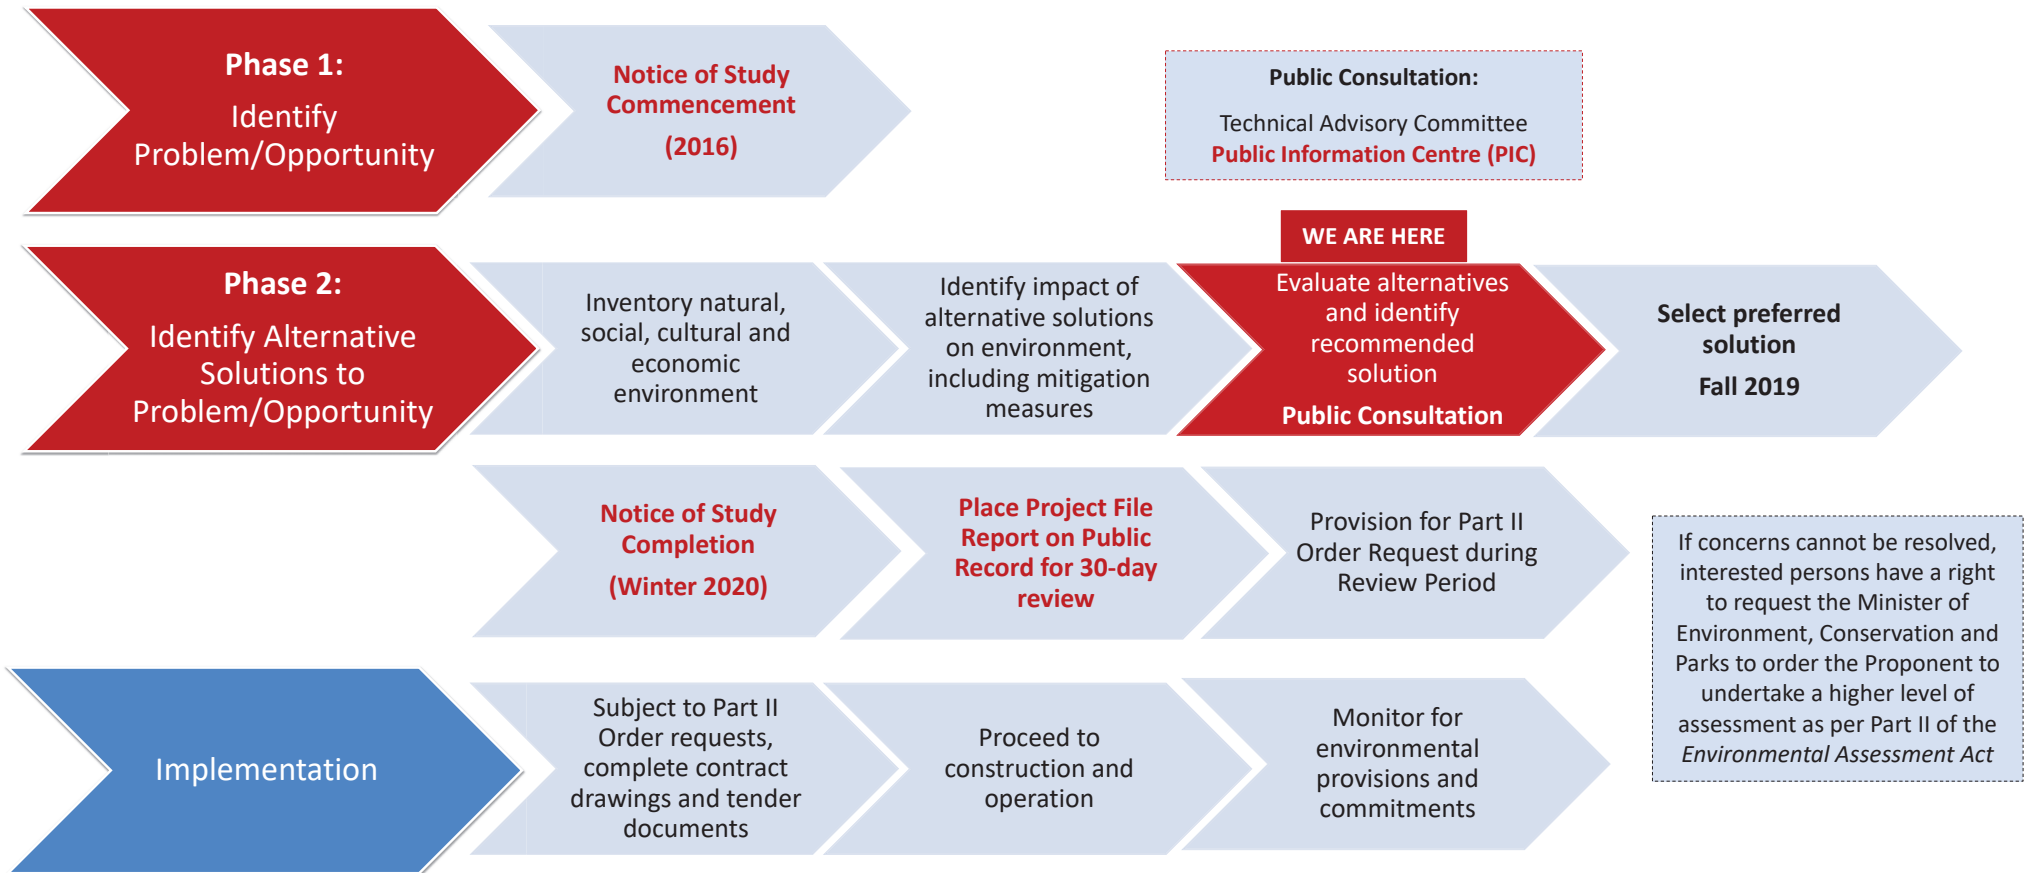 Phase 1:
Identify
Problem/Opportunity
Notice of Study
Commencement
(2016)
Public Consultation:
Technical Advisory Committee
Public Information Centre (PIC)
WE ARE HERE
Phase 2:
Identify Alternative
Solutions to
Problem/Opportunity
Inventory natural,
social, cultural and
economic
environment
Identify impact of
alternative solutions
on environment,
including mitigation
measures
Evaluate alternatives
and identify
recommended
solution
Public Consultation
Select preferred
solution
Fall 2019
Notice of Study
Completion
(Winter 2020)
Place Project File
Report on Public
Record for 30-day
review
Provision for Part II
Order Request during
Review Period
If concerns cannot be resolved,
interested persons have a right
to request the Minister of
Environment, Conservation and
Parks to order the Proponent to
undertake a higher level of
assessment as per Part II of the
Environmental Assessment Act
Implementation
Subject to Part II
Order requests,
complete contract
drawings and tender
documents
Proceed to
construction and
operation
Monitor for
environmental
provisions and
commitments